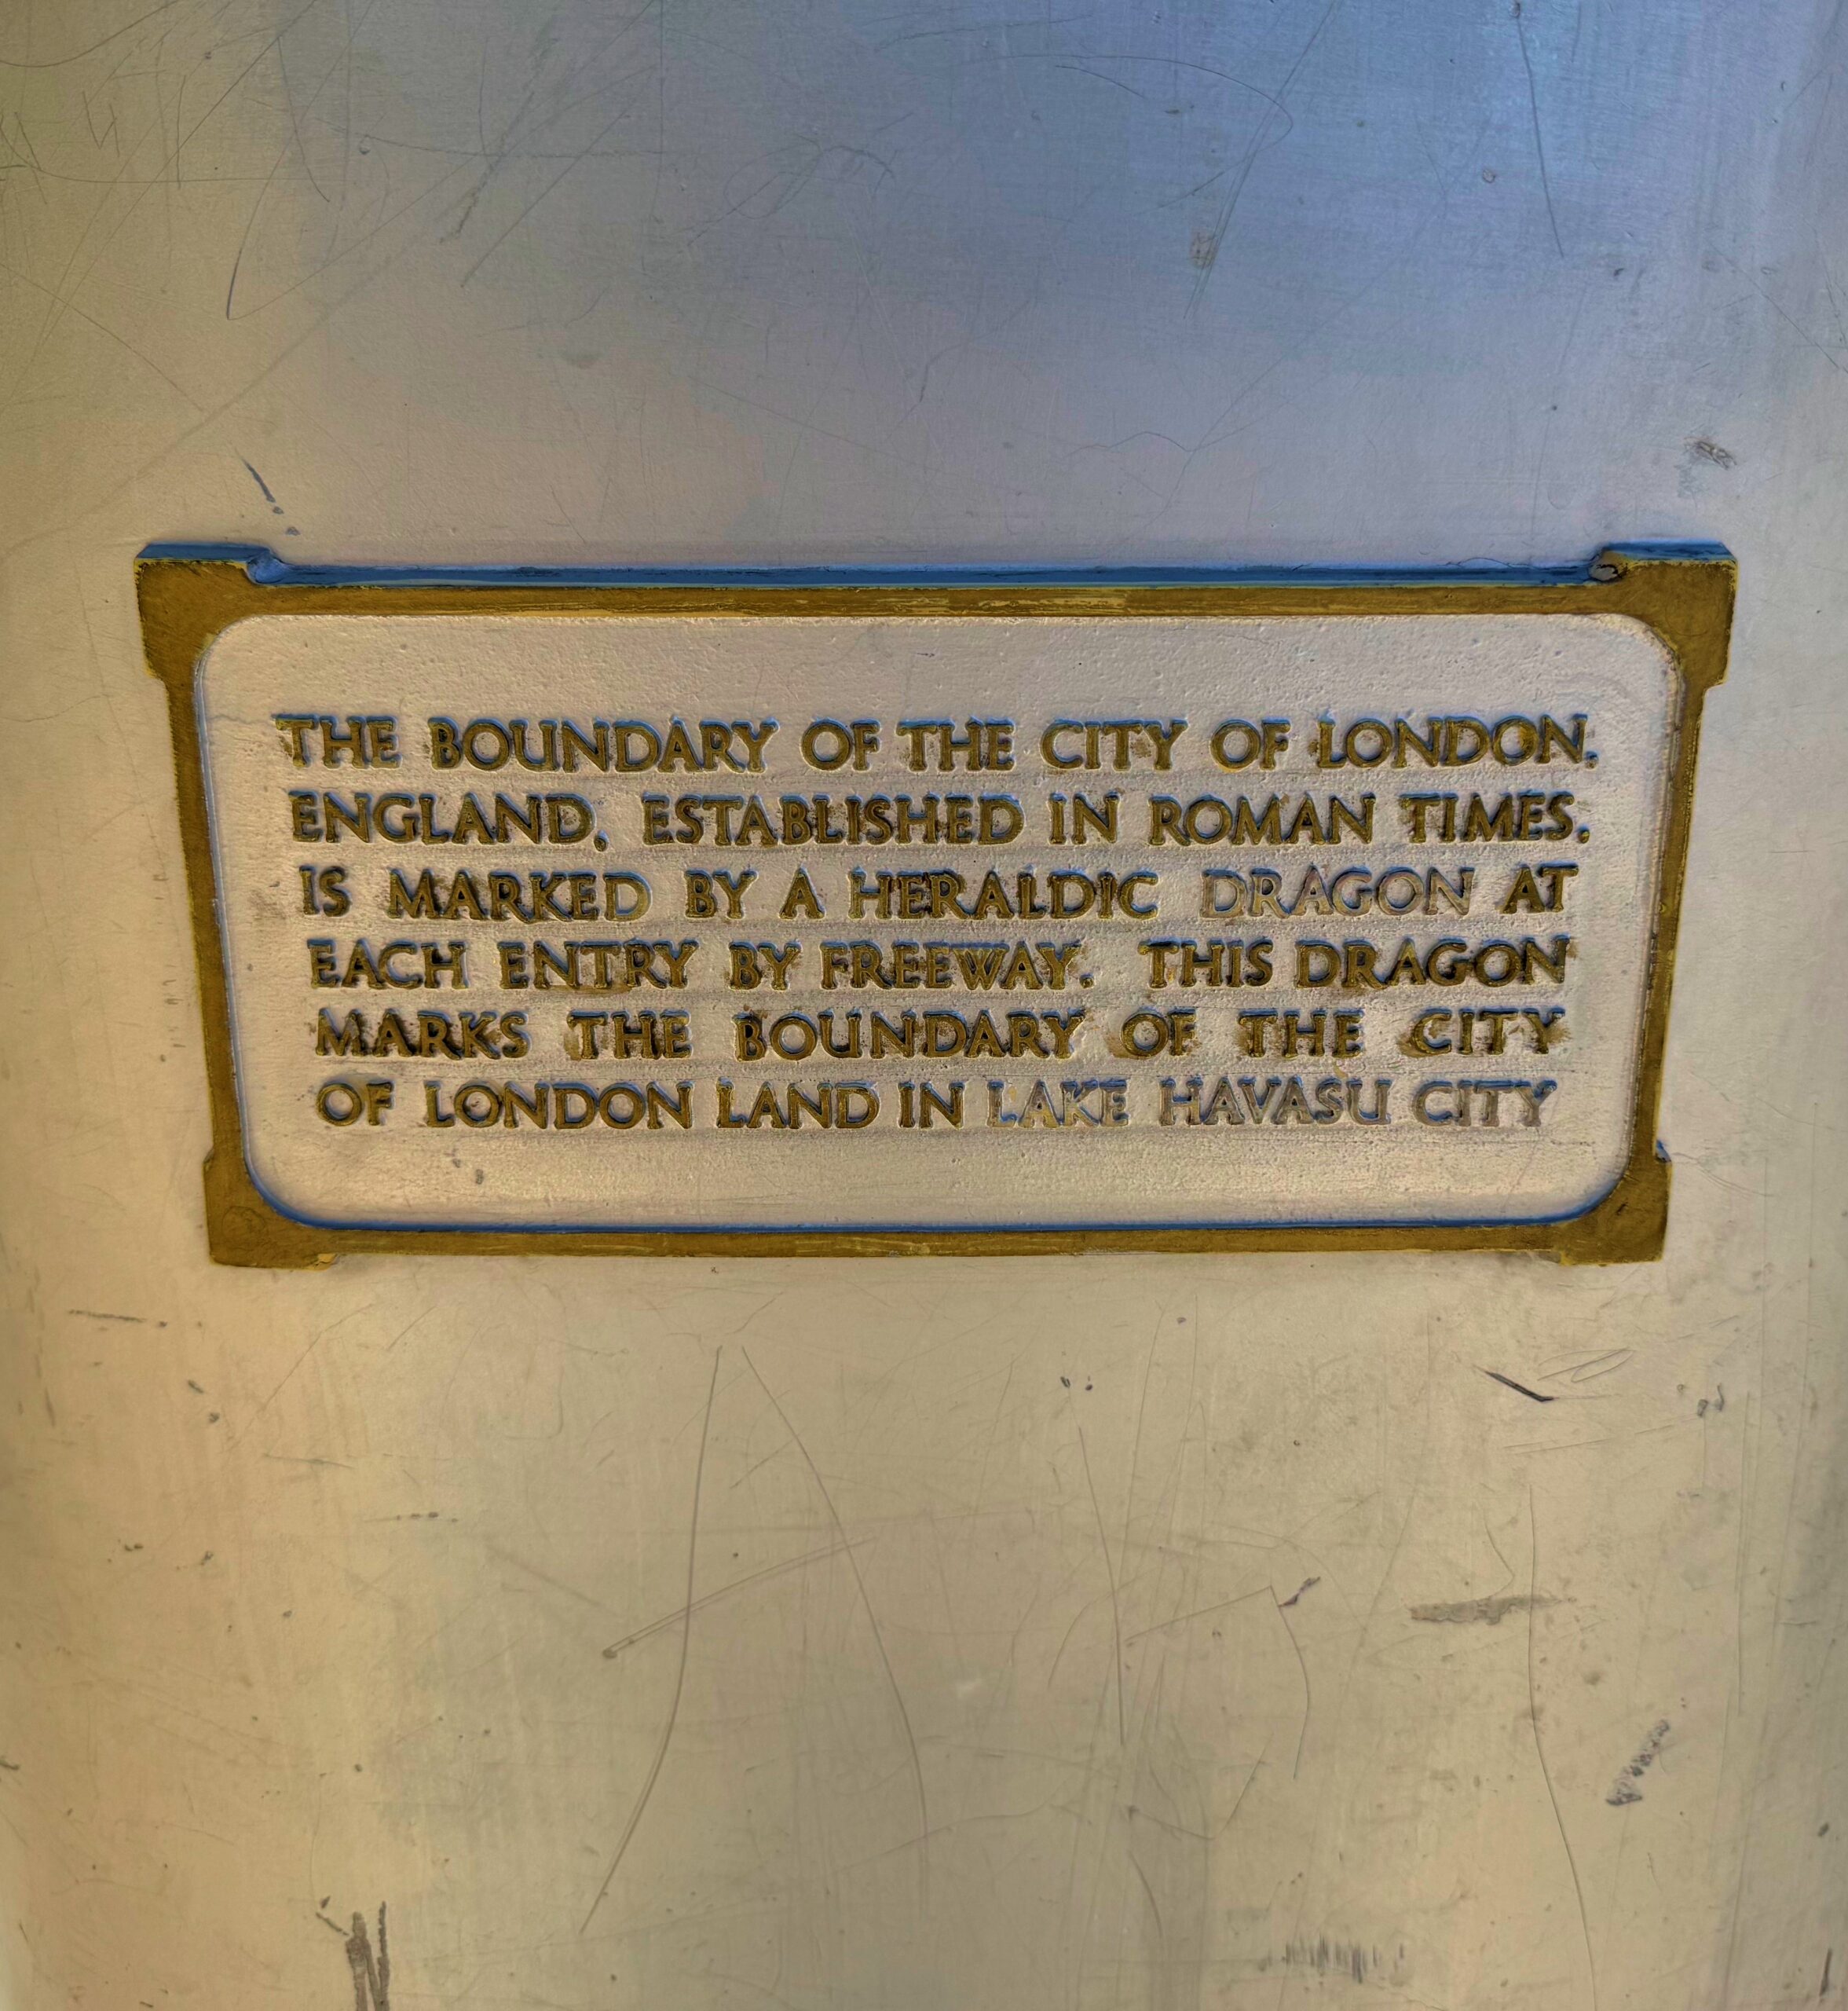 THE BOUNDARY OF THE CITY OF LONDON,
ENGLAND, ESTABLISHED IN ROMAN TIMES,
IS MARKED BY A HERALDIC DRAGON AT
EACH ENTRY BY FREEWAY. THIS DRAGON
MARKS THE BOUNDARY OF THE CITY
OF LONDON LAND IN LAKE HAVASU CITY